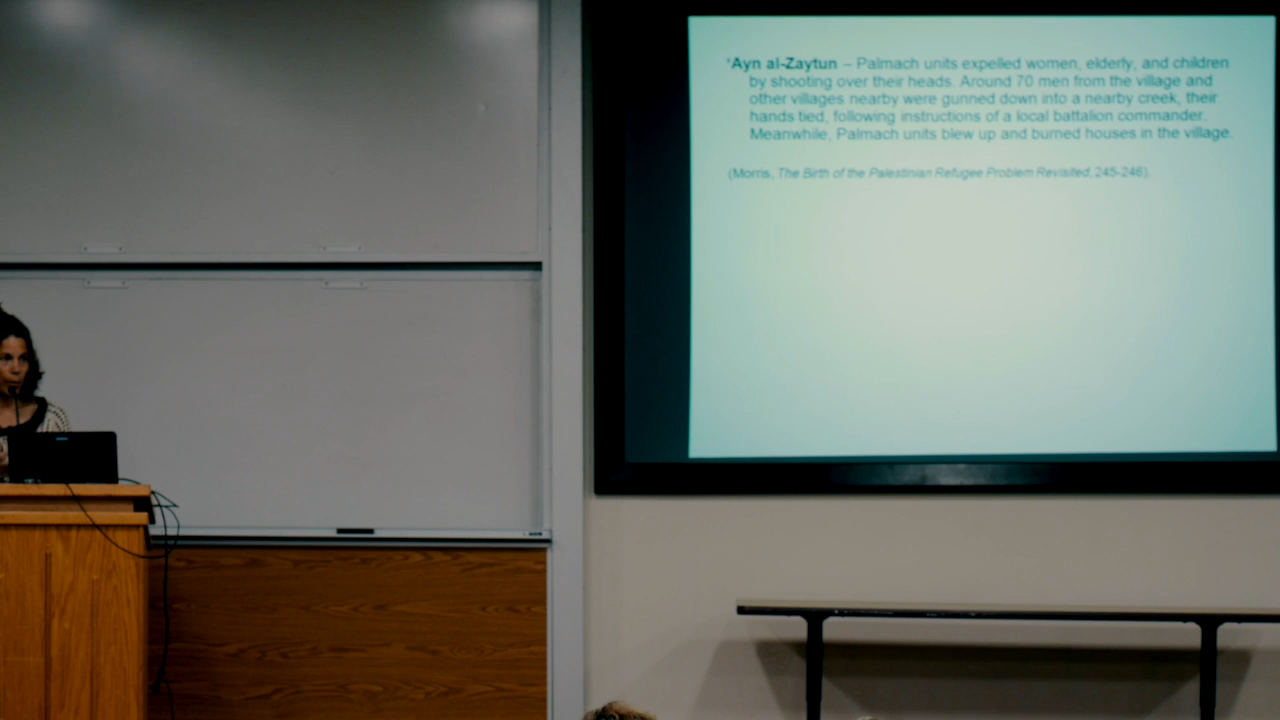 'Ayn al-Zaytun – Palmach units expelled women, elderly, and children
by shooting over their heads. Around 70 men from the village and
other villages nearby were gunned down into a nearby creek, their
hands tied, following instructions of a local battalion commander.
Meanwhile, Palmach units blew up and burned houses in the village.
(Morris, The Birth of the Palestinian Refugee Problem Revisited, 245-246).